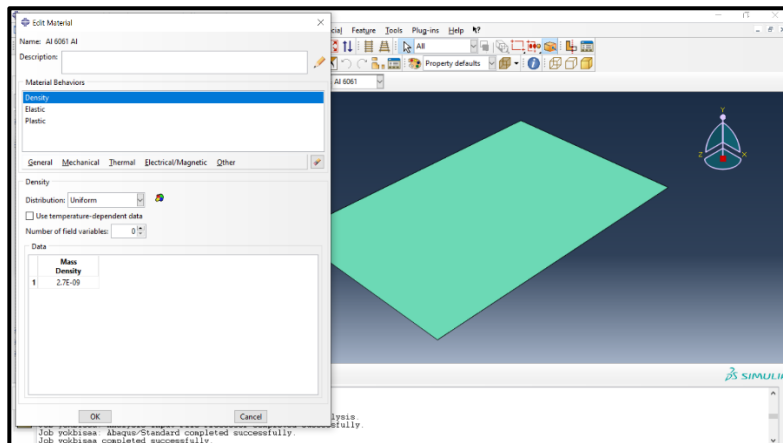 Edit Material
Name: Al 6061 Al
Description:
Material Behaviors
Density
Elastic
Plastic
General Mechanical Thermal Electrical/Magnetic Other
Density
Distribution: Uniform
Use temperature-dependent data
Number of field variables: 0
Data
Mass
Density
1 2.7E-09
OK Cancel
Feature Tools Plug-ins Help
All
Property defaults
Al 6061
Y
Z X
SIMULI
Job yokbisaa: Abaqus/Standard completed successfully.
Job yokbisaa completed successfully.